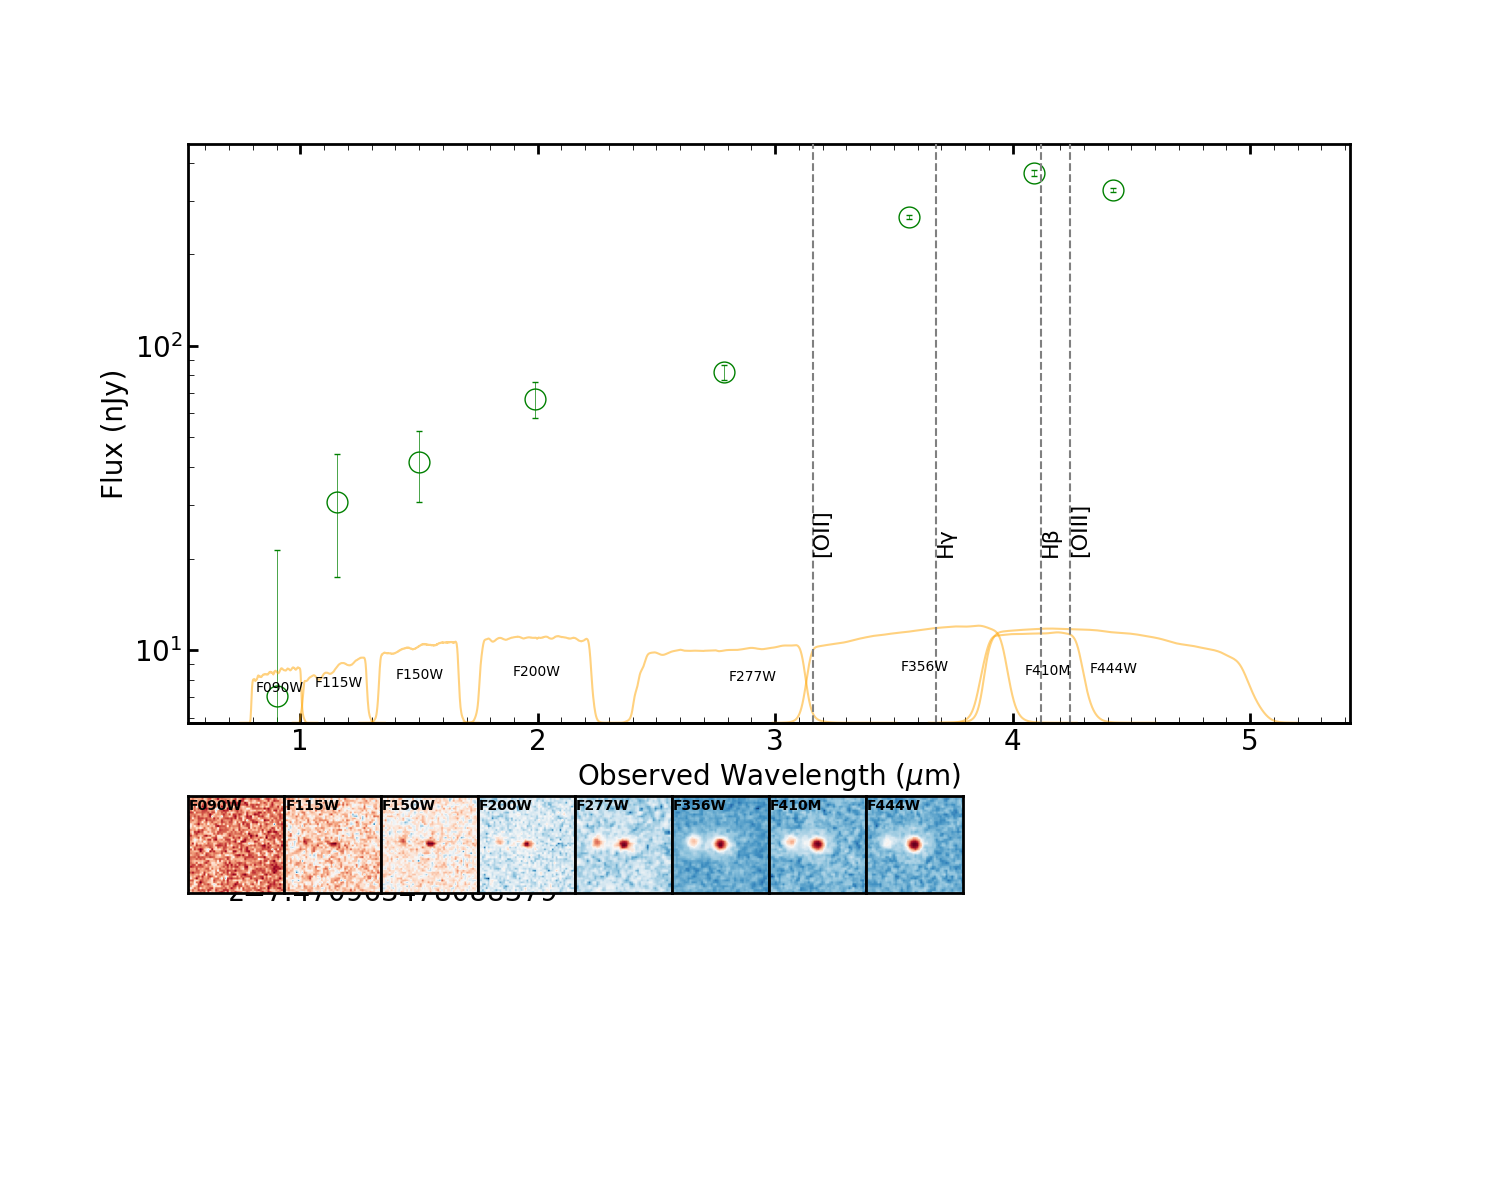 10²
10¹
Flux (nJy)
[OII]
Hγ
Hβ
[OIII]
F090W
F115W
F150W
F200W
F277W
F356W
F410M
F444W
1
2
3
4
5
Observed Wavelength (μm)
F090W
F115W
F150W
F200W
F277W
F356W
F410M
F444W